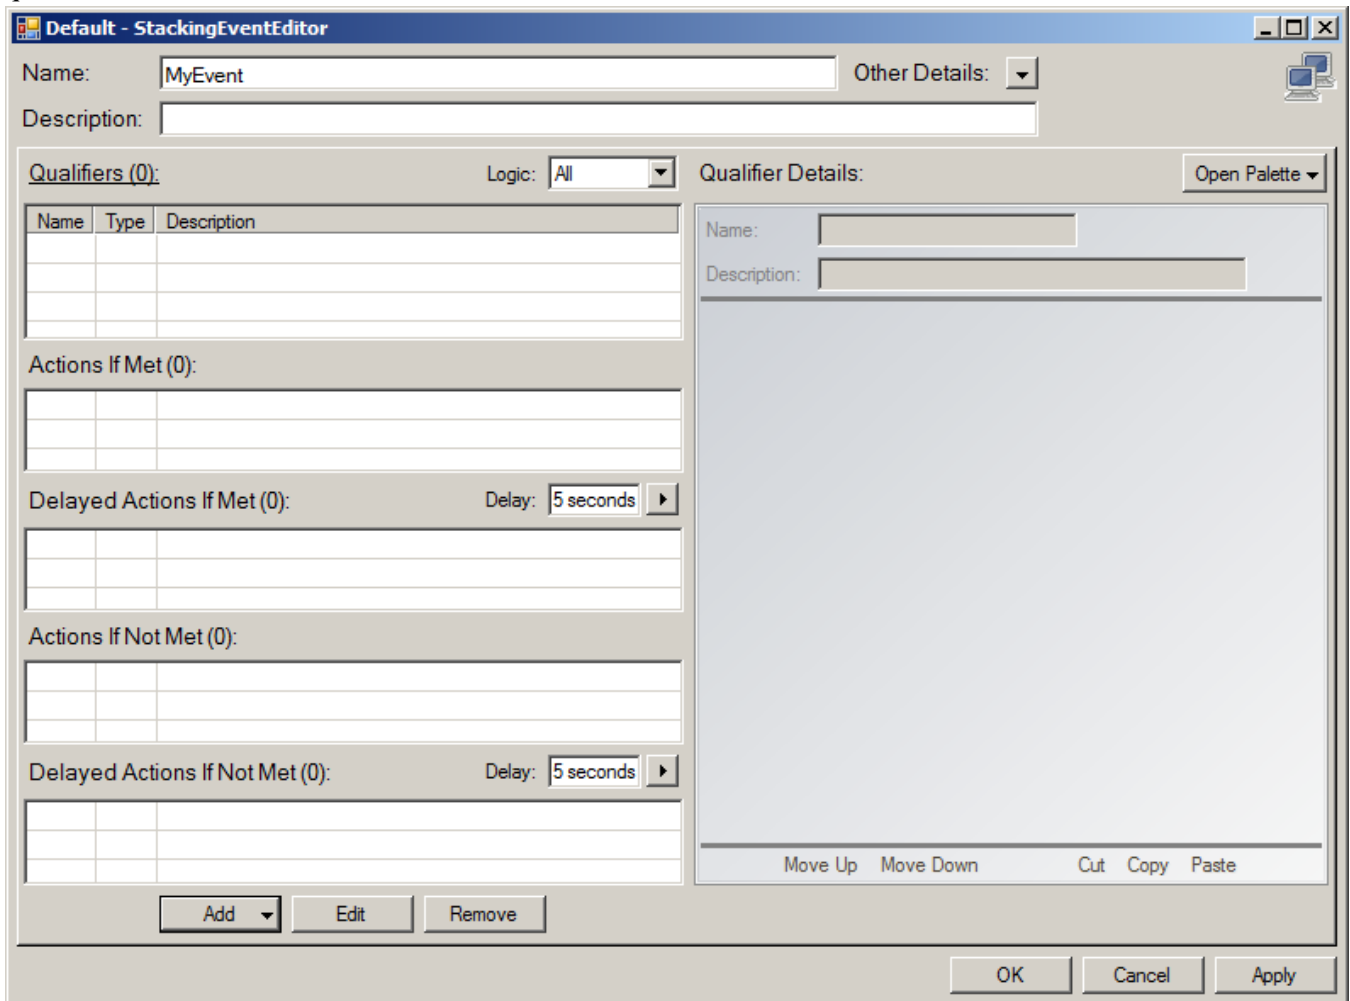 Default - StackingEventEditor
Name: MyEvent Other Details:
Description:
Qualifiers (0): Logic: All Qualifier Details: Open Palette
Name Type Description
Name:
Description:
Actions If Met (0):
Delayed Actions If Met (0): Delay: 5 seconds
Actions If Not Met (0):
Delayed Actions If Not Met (0): Delay: 5 seconds
Move Up Move Down Cut Copy Paste
Add Edit Remove
OK Cancel Apply